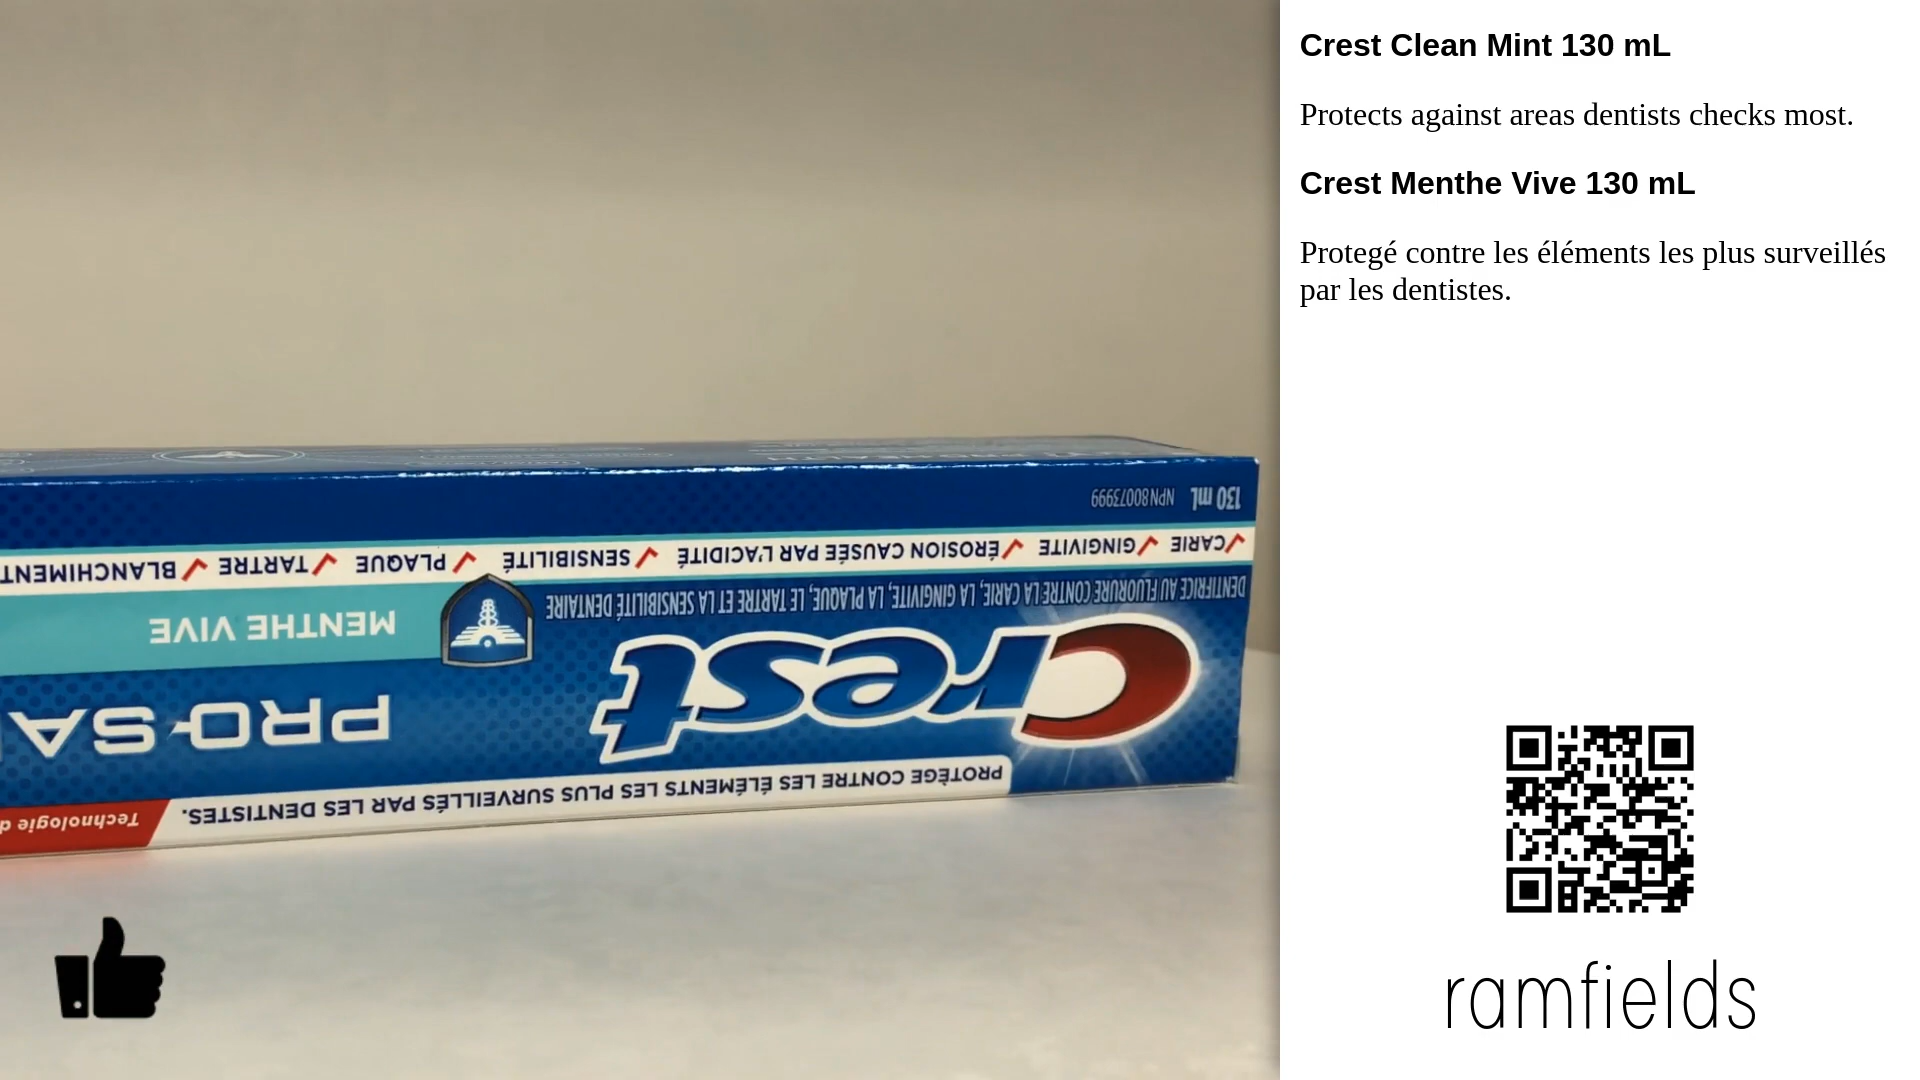 Crest Clean Mint 130 mL
Protects against areas dentists checks most.
Crest Menthe Vive 130 mL
Protegé contre les éléments les plus surveillés
par les dentistes.
ramfields
Technologie
PROTÈGE CONTRE LES ÉLÉMENTS LES PLUS SURVEILLÉS PAR LES DENTISTES.
Crest
PRO-SA
MENTHE VIVE
DENTIFRICE AU FLUORURE CONTRE LA CARIE, LA GINGIVITE, LA PLAQUE, LE TARTRE ET LA SENSIBILITÉ DENTAIRE
CARIE GINGIVITE ÉROSION CAUSÉE PAR L'ACIDITÉ SENSIBILITÉ PLAQUE TARTRE BLANCHIMENT
130 mL NPN 80073999